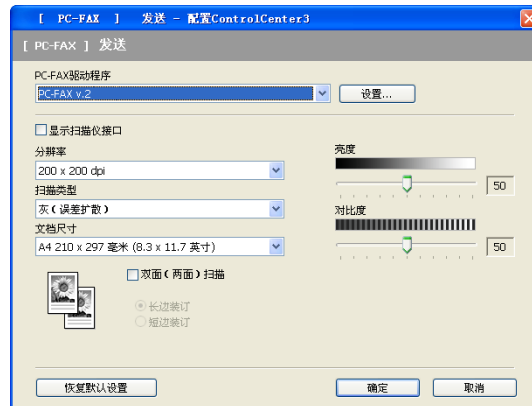 [ PC-FAX ] 发送 - 配置ControlCenter3
[ PC-FAX ] 发送
PC-FAX驱动程序
PC-FAX v.2
设置...
显示扫描仪接口
分辨率
200 x 200 dpi
扫描类型
灰(误差扩散)
文档尺寸
A4 210 x 297 毫米 (8.3 x 11.7 英寸)
亮度
50
对比度
50
双面(两面)扫描
长边装订
短边装订
恢复默认设置
确定
取消